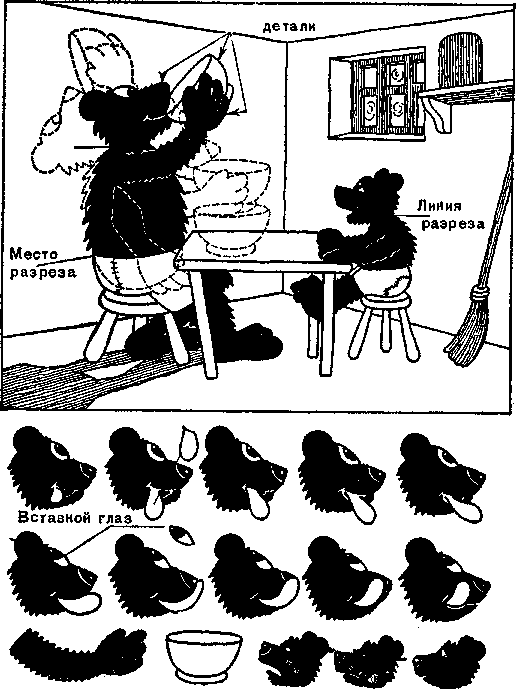 детали
Линия
разреза
Место
разреза
Вставной глаз